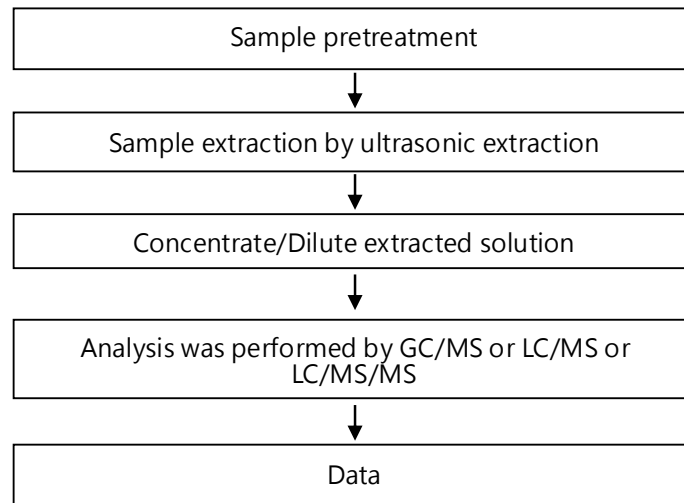 Sample pretreatment
Sample extraction by ultrasonic extraction
Concentrate/Dilute extracted solution
Analysis was performed by GC/MS or LC/MS or
LC/MS/MS
Data